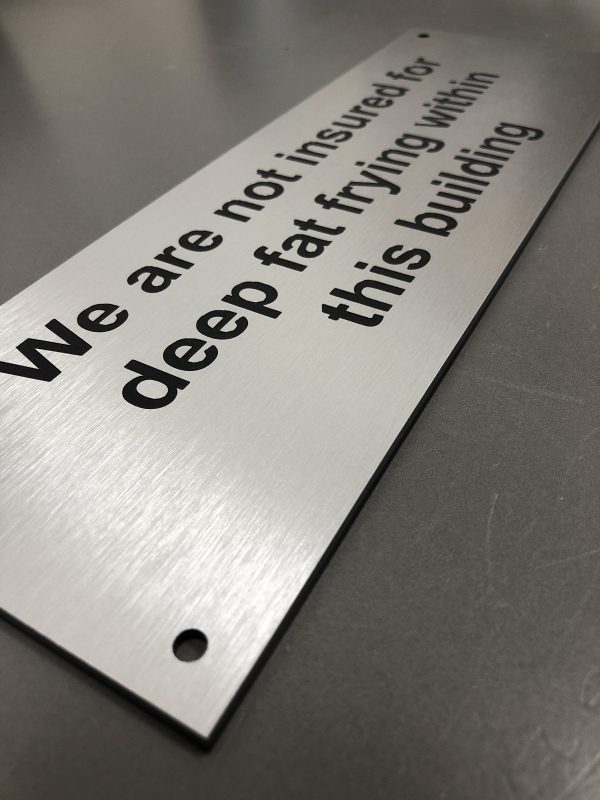 We are not insured for
deep fat frying within
this building